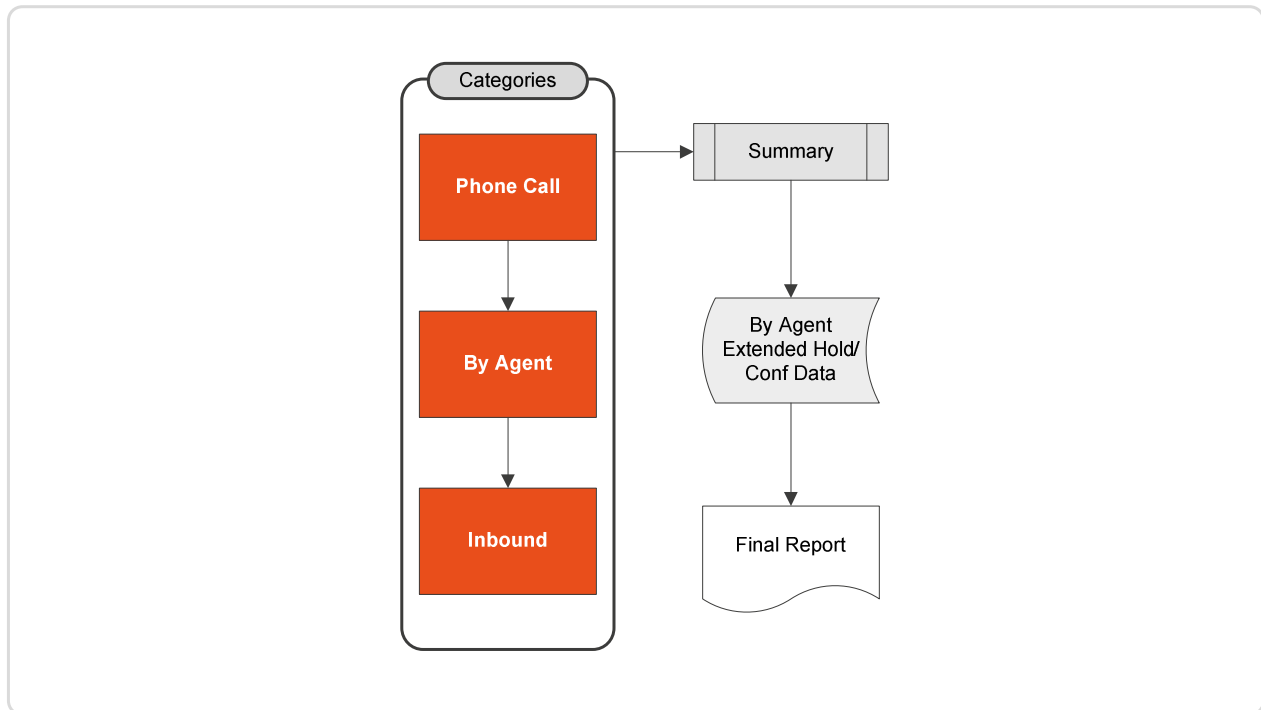 Categories
Phone Call
By Agent
Inbound
Summary
By Agent
Extended Hold/
Conf Data
Final Report